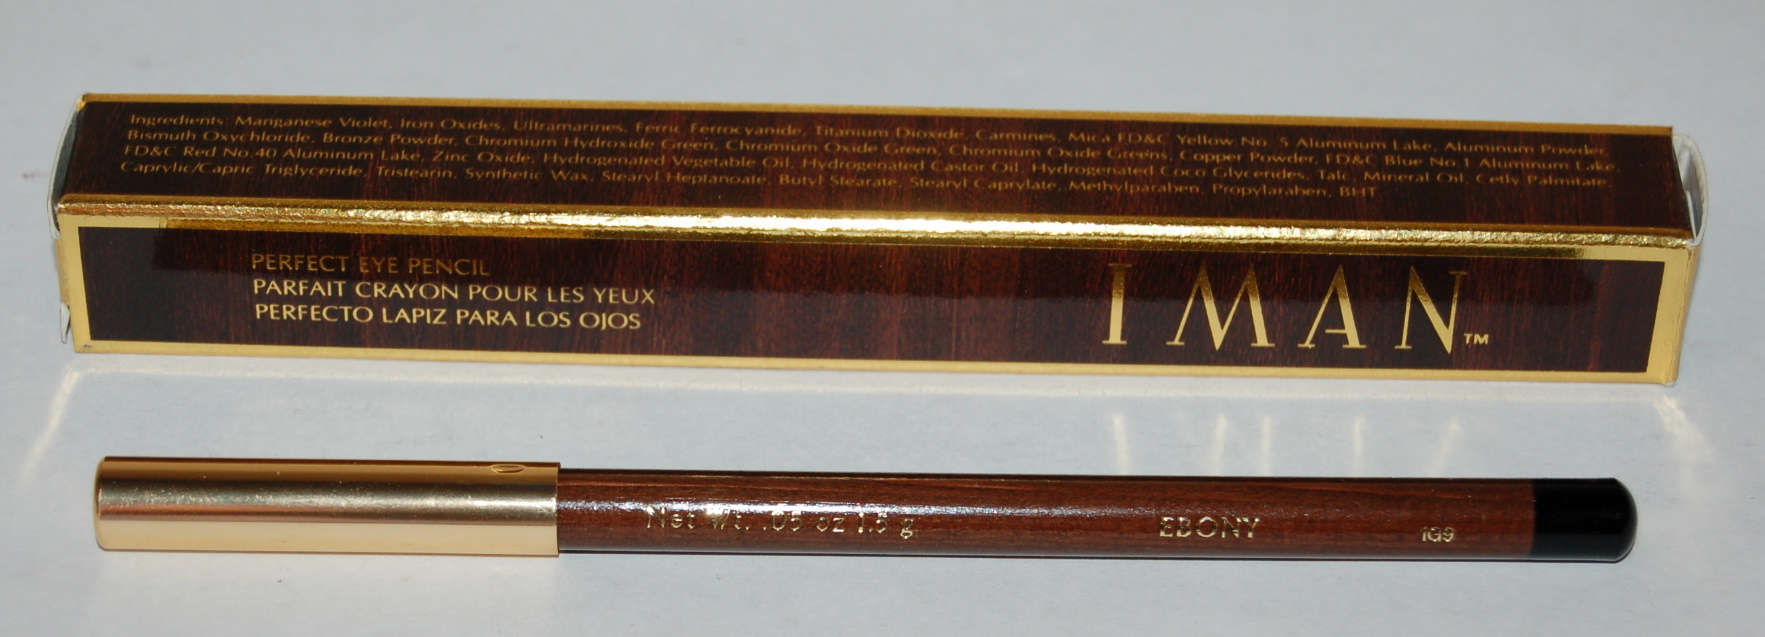 Ingredients: Manganese Violet, Iron Oxides, Ultramarines, Ferric Ferrocyanide, Titanium Dioxide, Carmines, Mica FD&C Yellow No. 5 Aluminum Lake, Aluminum Powder,
Bismuth Oxychloride, Bronze Powder, Chromium Hydroxide Green, Chromium Oxide Green, Chromium Oxide Greens, Copper Powder, FD&C Blue No.1 Aluminum Lake
FD&C Red No.40 Aluminum Lake, Zinc Oxide, Hydrogenated Vegetable Oil, Hydrogenated Castor Oil, Hydrogenated Coco Glycerides, Talc, Mineral Oil, Cetly Palmitate,
Caprylic/Capric Triglyceride, Tristearin, Synthetic Wax, Stearyl Heptanoate, Butyl Stearate, Stearyl Caprylate, Methylparaben, Propylaraben, BHT
PERFECT EYE PENCIL
PARFAIT CRAYON POUR LES YEUX
PERFECTO LAPIZ PARA LOS OJOS
IMAN™
Net Wt. .05 oz 1.5 g
EBONY
iG9